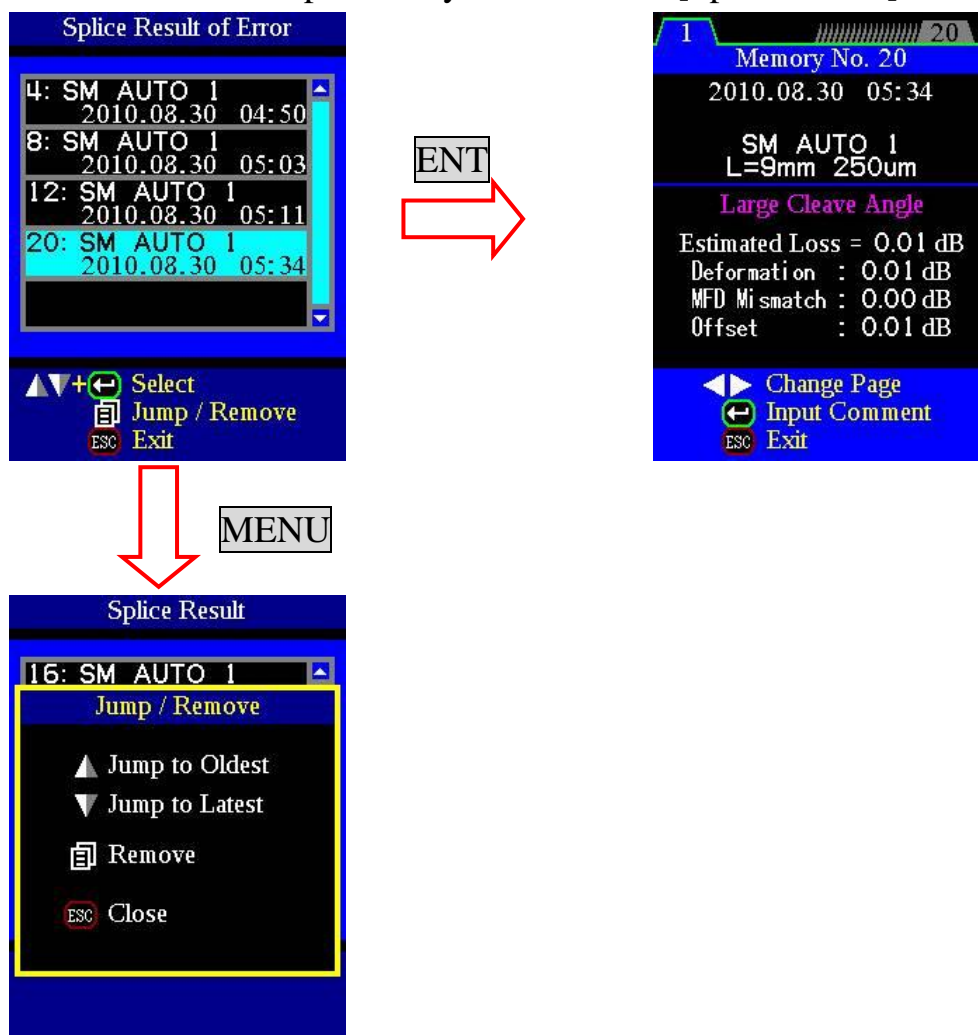 Splice Result of Error
4: SM AUTO 1
2010.08.30 04:50
8: SM AUTO 1
2010.08.30 05:03
12: SM AUTO 1
2010.08.30 05:11
20: SM AUTO 1
2010.08.30 05:34
+ Select
Jump / Remove
ESC Exit
ENT
1 20
Memory No. 20
2010.08.30 05:34
SM AUTO 1
L=9mm 250um
Large Cleave Angle
Estimated Loss = 0.01 dB
Deformation : 0.01 dB
MFD Mismatch : 0.00 dB
Offset : 0.01 dB
Change Page
Input Comment
ESC Exit
MENU
Splice Result
16: SM AUTO 1
Jump / Remove
Jump to Oldest
Jump to Latest
Remove
ESC Close